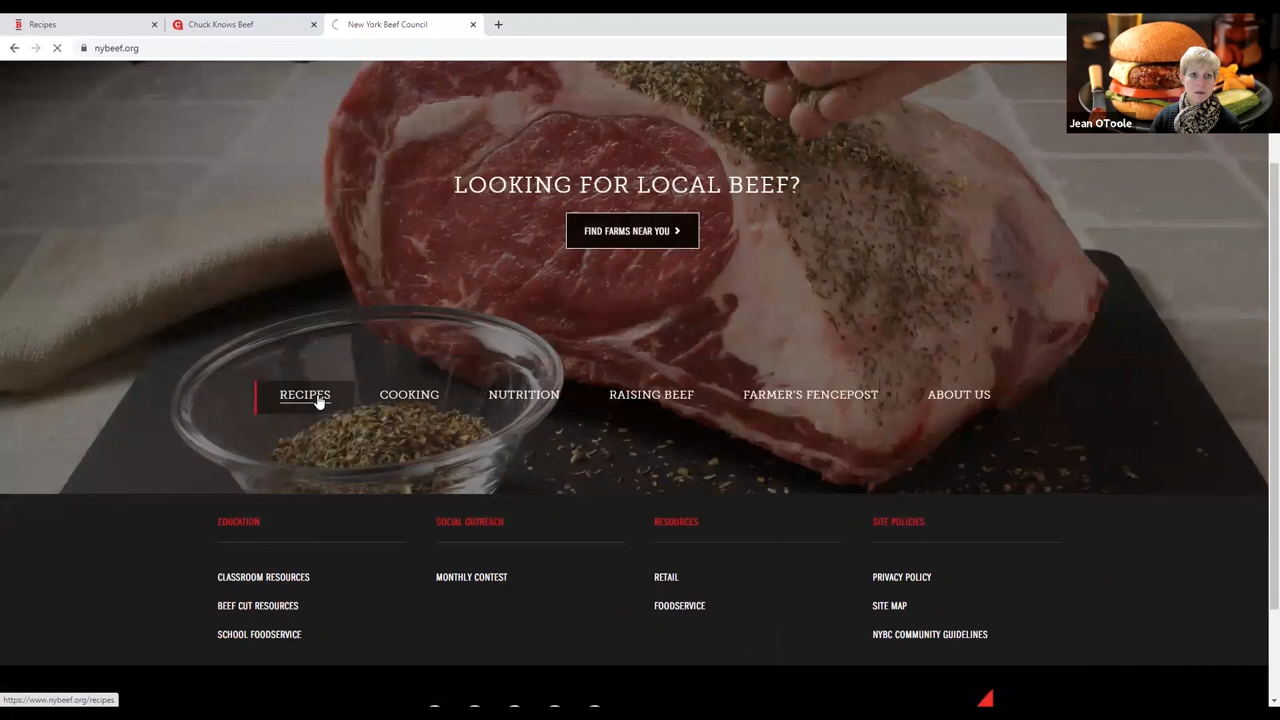 Recipes
Chuck Knows Beef
New York Beef Council
nybeef.org
Jean OToole
LOOKING FOR LOCAL BEEF?
FIND FARMS NEAR YOU
RECIPES COOKING NUTRITION RAISING BEEF FARMER'S FENCEPOST ABOUT US
EDUCATION SOCIAL OUTREACH RESOURCES SITE POLICIES
CLASSROOM RESOURCES MONTHLY CONTEST RETAIL PRIVACY POLICY
BEEF CUT RESOURCES FOODSERVICE SITE MAP
SCHOOL FOODSERVICE NYBC COMMUNITY GUIDELINES
https://www.nybeef.org/recipes